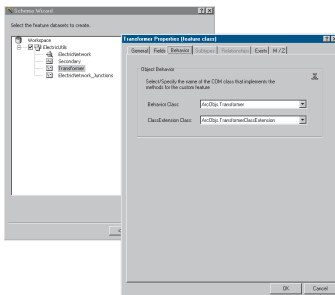 Schema Wizard
Select the feature datasets to create.
Workspace
ElectricUtils
ElectricNetwork
Secondary
Transformer
ElectricNetwork_Junctions
Transformer Properties (feature class)
General Fields Behavior Subtypes Relationships Events M / Z
Object Behavior
Select/Specify the name of the COM class that implements the
methods for the custom feature
Behavior Class: ArcObjs.Transformer
ClassExtension Class: ArcObjs.TransformerClassExtension
OK Cancel